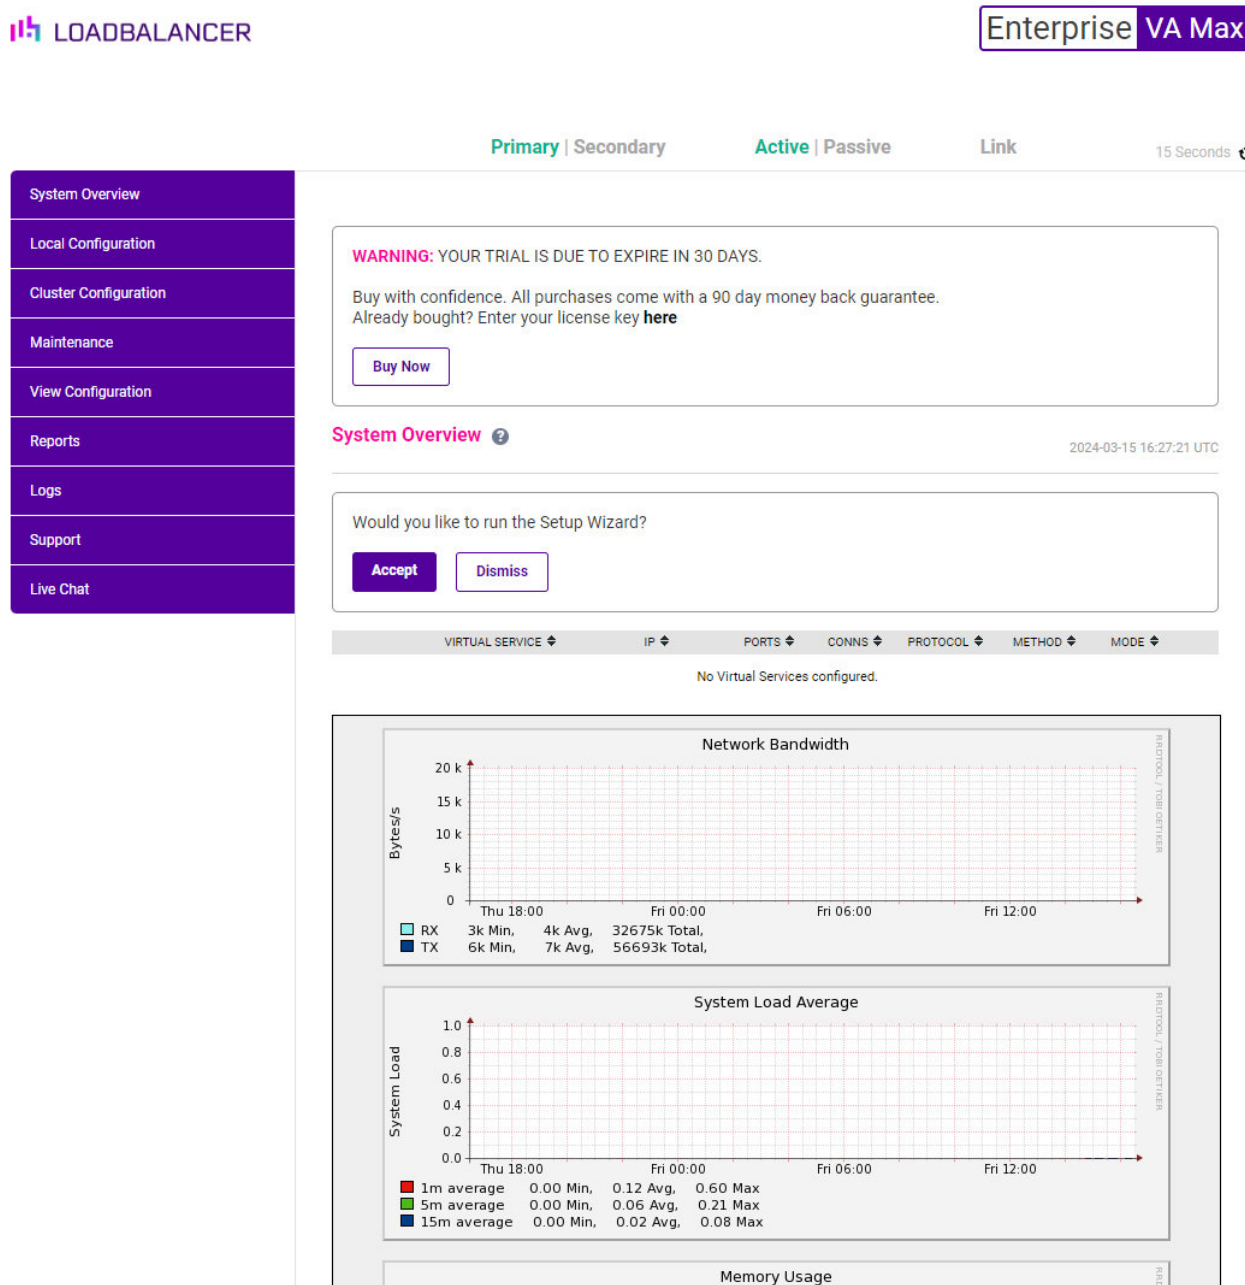 LOADBALANCER
Enterprise VA Max
Primary | Secondary Active | Passive Link 15 Seconds
System Overview
Local Configuration
Cluster Configuration
Maintenance
View Configuration
Reports
Logs
Support
Live Chat
WARNING: YOUR TRIAL IS DUE TO EXPIRE IN 30 DAYS.
Buy with confidence. All purchases come with a 90 day money back guarantee.
Already bought? Enter your license key here
Buy Now
System Overview ?
2024-03-15 16:27:21 UTC
Would you like to run the Setup Wizard?
Accept Dismiss
VIRTUAL SERVICE IP PORTS CONNS PROTOCOL METHOD MODE
No Virtual Services configured.
Network Bandwidth
RRDTOOL / TOBI OETIKER
Bytes/s
20 k
15 k
10 k
5 k
0
Thu 18:00 Fri 00:00 Fri 06:00 Fri 12:00
RX 3k Min, 4k Avg, 32675k Total,
TX 6k Min, 7k Avg, 56693k Total,
System Load Average
RRDTOOL / TOBI OETIKER
System Load
1.0
0.8
0.6
0.4
0.2
0.0
Thu 18:00 Fri 00:00 Fri 06:00 Fri 12:00
1m average 0.00 Min, 0.12 Avg, 0.60 Max
5m average 0.00 Min, 0.06 Avg, 0.21 Max
15m average 0.00 Min, 0.02 Avg, 0.08 Max
Memory Usage